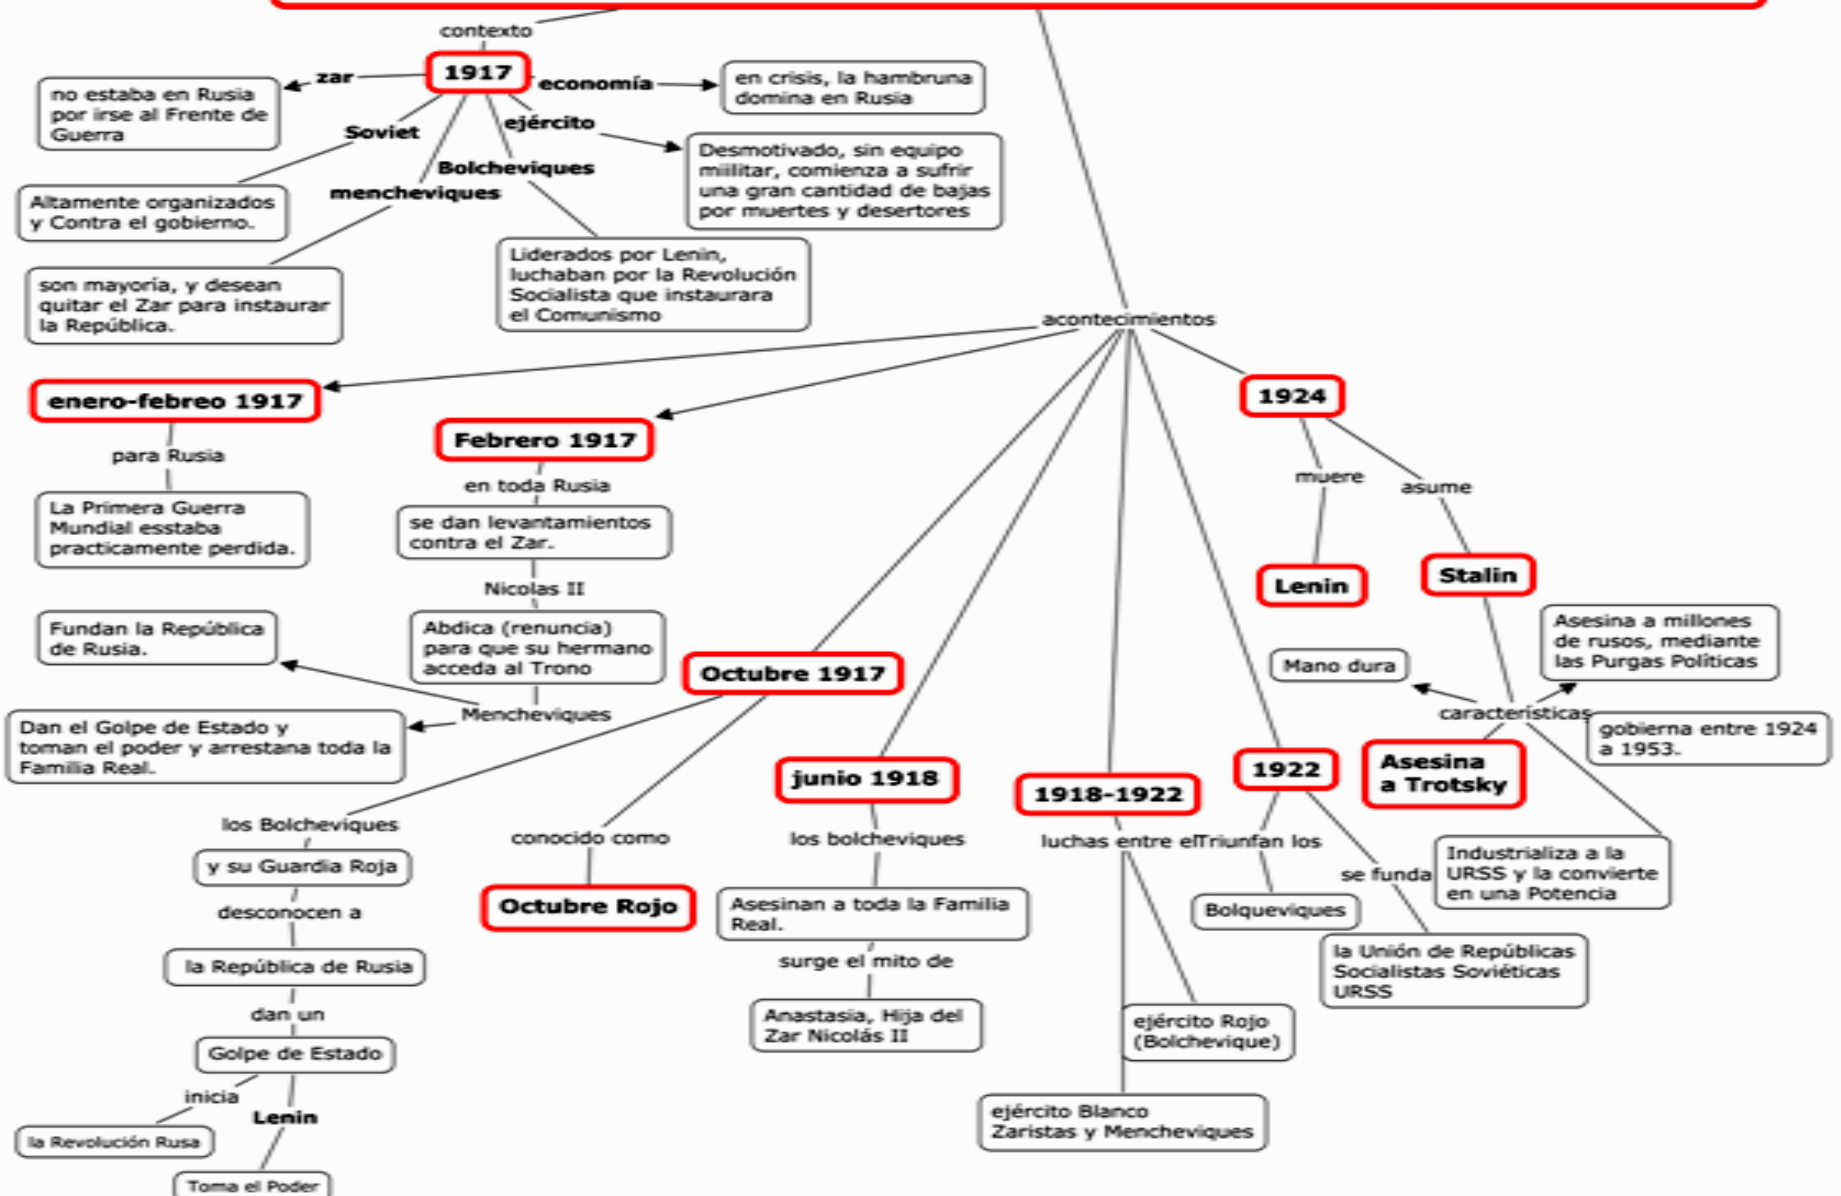 contexto
1917
zar
no estaba en Rusia
por irse al Frente de
Guerra
economía
en crisis, la hambruna
domina en Rusia
Soviet
Altamente organizados
y Contra el gobierno.
ejército
Desmotivado, sin equipo
miilitar, comienza a sufrir
una gran cantidad de bajas
por muertes y desertores
mencheviques
son mayoría, y desean
quitar el Zar para instaurar
la República.
Bolcheviques
Liderados por Lenin,
luchaban por la Revolución
Socialista que instaurara
el Comunismo
acontecimientos
enero-febreo 1917
para Rusia
La Primera Guerra
Mundial esstaba
practicamente perdida.
Febrero 1917
en toda Rusia
se dan levantamientos
contra el Zar.
Nicolas II
Abdica (renuncia)
para que su hermano
acceda al Trono
Mencheviques
Fundan la República
de Rusia.
Dan el Golpe de Estado y
toman el poder y arrestana toda la
Familia Real.
Octubre 1917
los Bolcheviques
y su Guardia Roja
desconocen a
la República de Rusia
dan un
Golpe de Estado
inicia
la Revolución Rusa
Lenin
Toma el Poder
conocido como
Octubre Rojo
junio 1918
los bolcheviques
Asesinan a toda la Familia
Real.
surge el mito de
Anastasia, Hija del
Zar Nicolás II
1918-1922
luchas entre el
ejército Rojo
(Bolchevique)
ejército Blanco
Zaristas y Mencheviques
1922
Triunfan los
Bolqueviques
se funda
la Unión de Repúblicas
Socialistas Soviéticas
URSS
1924
muere
Lenin
asume
Stalin
características
Mano dura
Asesina a millones
de rusos, mediante
las Purgas Políticas
gobierna entre 1924
a 1953.
Asesina
a Trotsky
Industrializa a la
URSS y la convierte
en una Potencia